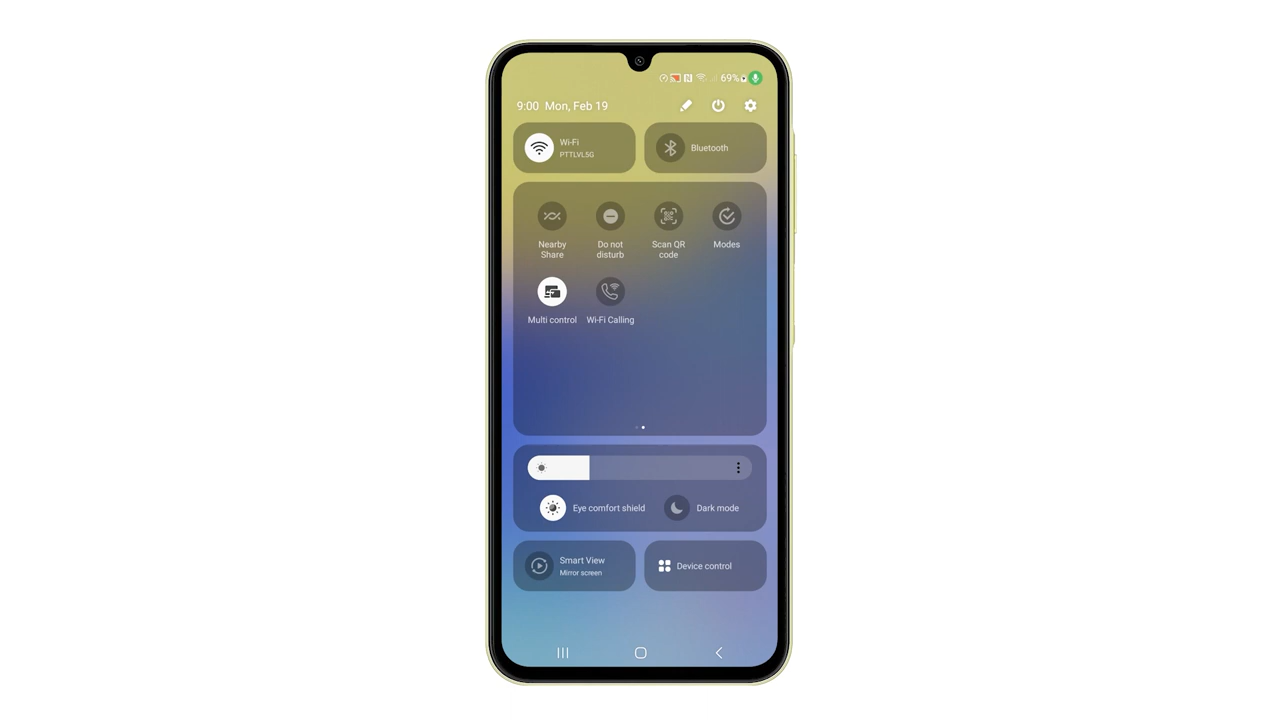 69%
9:00 Mon, Feb 19
Wi-Fi
PTTLVL5G
Bluetooth
Nearby
Share
Do not
disturb
Scan QR
code
Modes
Multi control
Wi-Fi Calling
Eye comfort shield
Dark mode
Smart View
Mirror screen
Device control